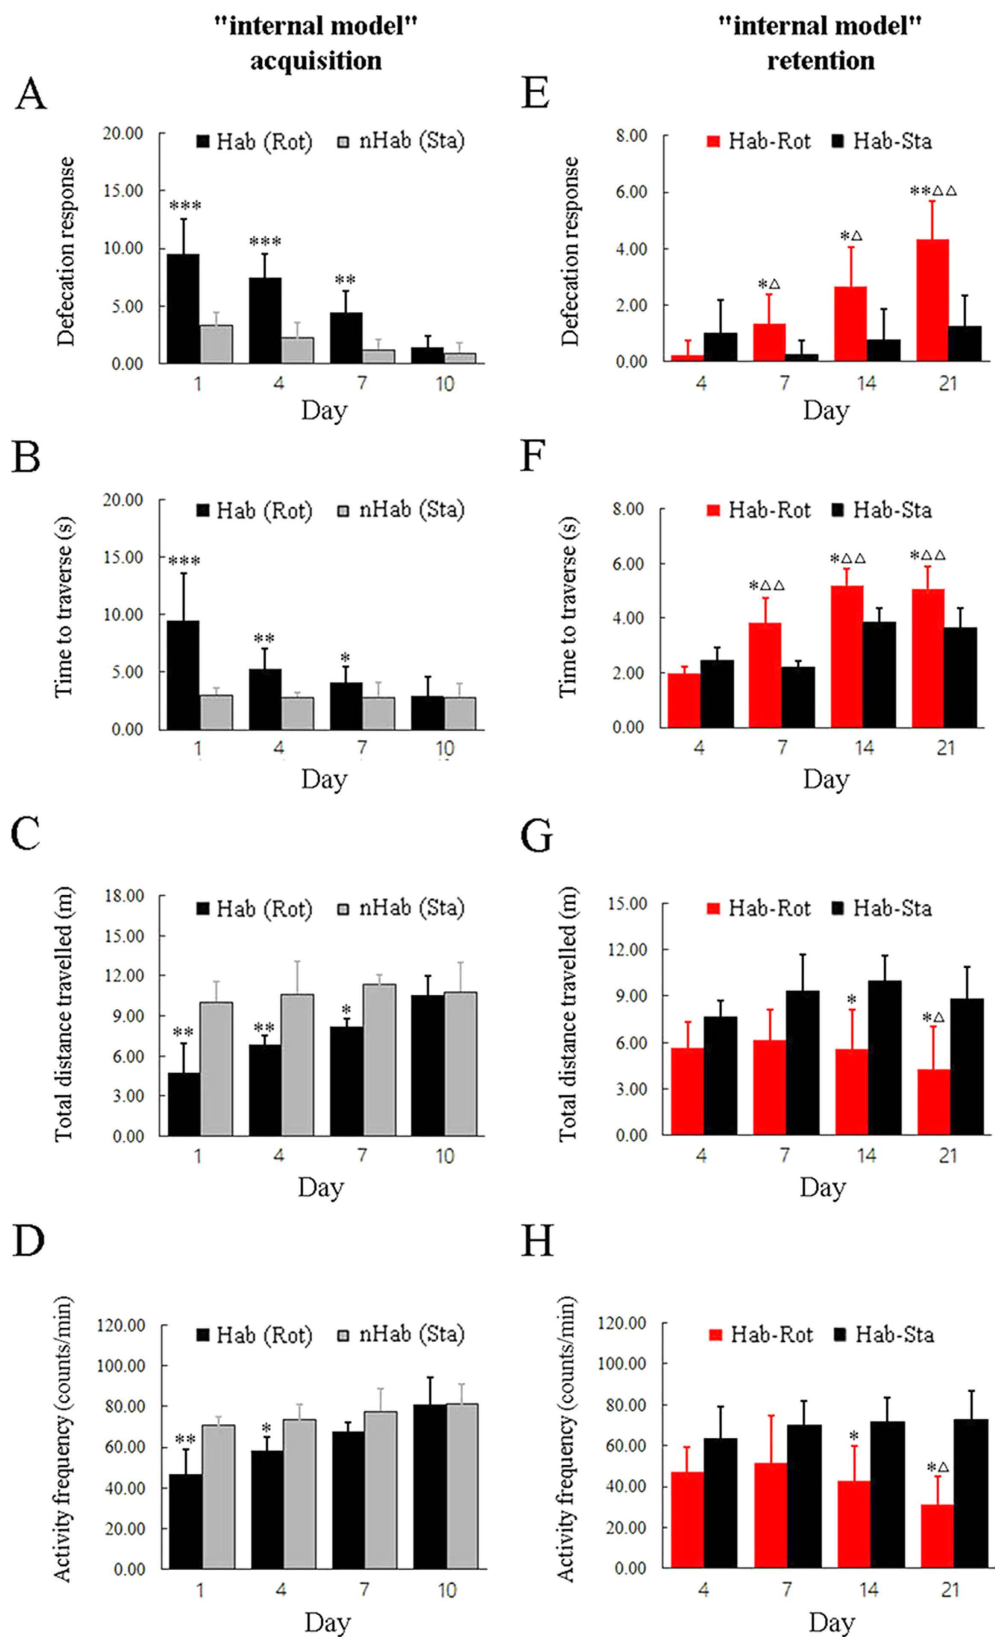 "internal model"
acquisition
A
Defecation response
20.00
15.00
10.00
5.00
0.00
Hab (Rot)
nHab (Sta)
***
***
**
1
4
7
10
Day
B
Time to traverse (s)
20.00
15.00
10.00
5.00
0.00
Hab (Rot)
nHab (Sta)
***
**
*
1
4
7
10
Day
C
Total distance travelled (m)
18.00
15.00
12.00
9.00
6.00
3.00
0.00
Hab (Rot)
nHab (Sta)
**
**
*
1
4
7
10
Day
D
Activity frequency (counts/min)
120.00
100.00
80.00
60.00
40.00
20.00
0.00
Hab (Rot)
nHab (Sta)
**
*
1
4
7
10
Day
"internal model"
retention
E
Defecation response
8.00
6.00
4.00
2.00
0.00
Hab-Rot
Hab-Sta
*△
*△
**△△
4
7
14
21
Day
F
Time to traverse (s)
8.00
6.00
4.00
2.00
0.00
Hab-Rot
Hab-Sta
*△△
*△△
*△△
4
7
14
21
Day
G
Total distance travelled (m)
15.00
12.00
9.00
6.00
3.00
0.00
Hab-Rot
Hab-Sta
*
*△
4
7
14
21
Day
H
Activity frequency (counts/min)
120.00
100.00
80.00
60.00
40.00
20.00
0.00
Hab-Rot
Hab-Sta
*
*△
4
7
14
21
Day